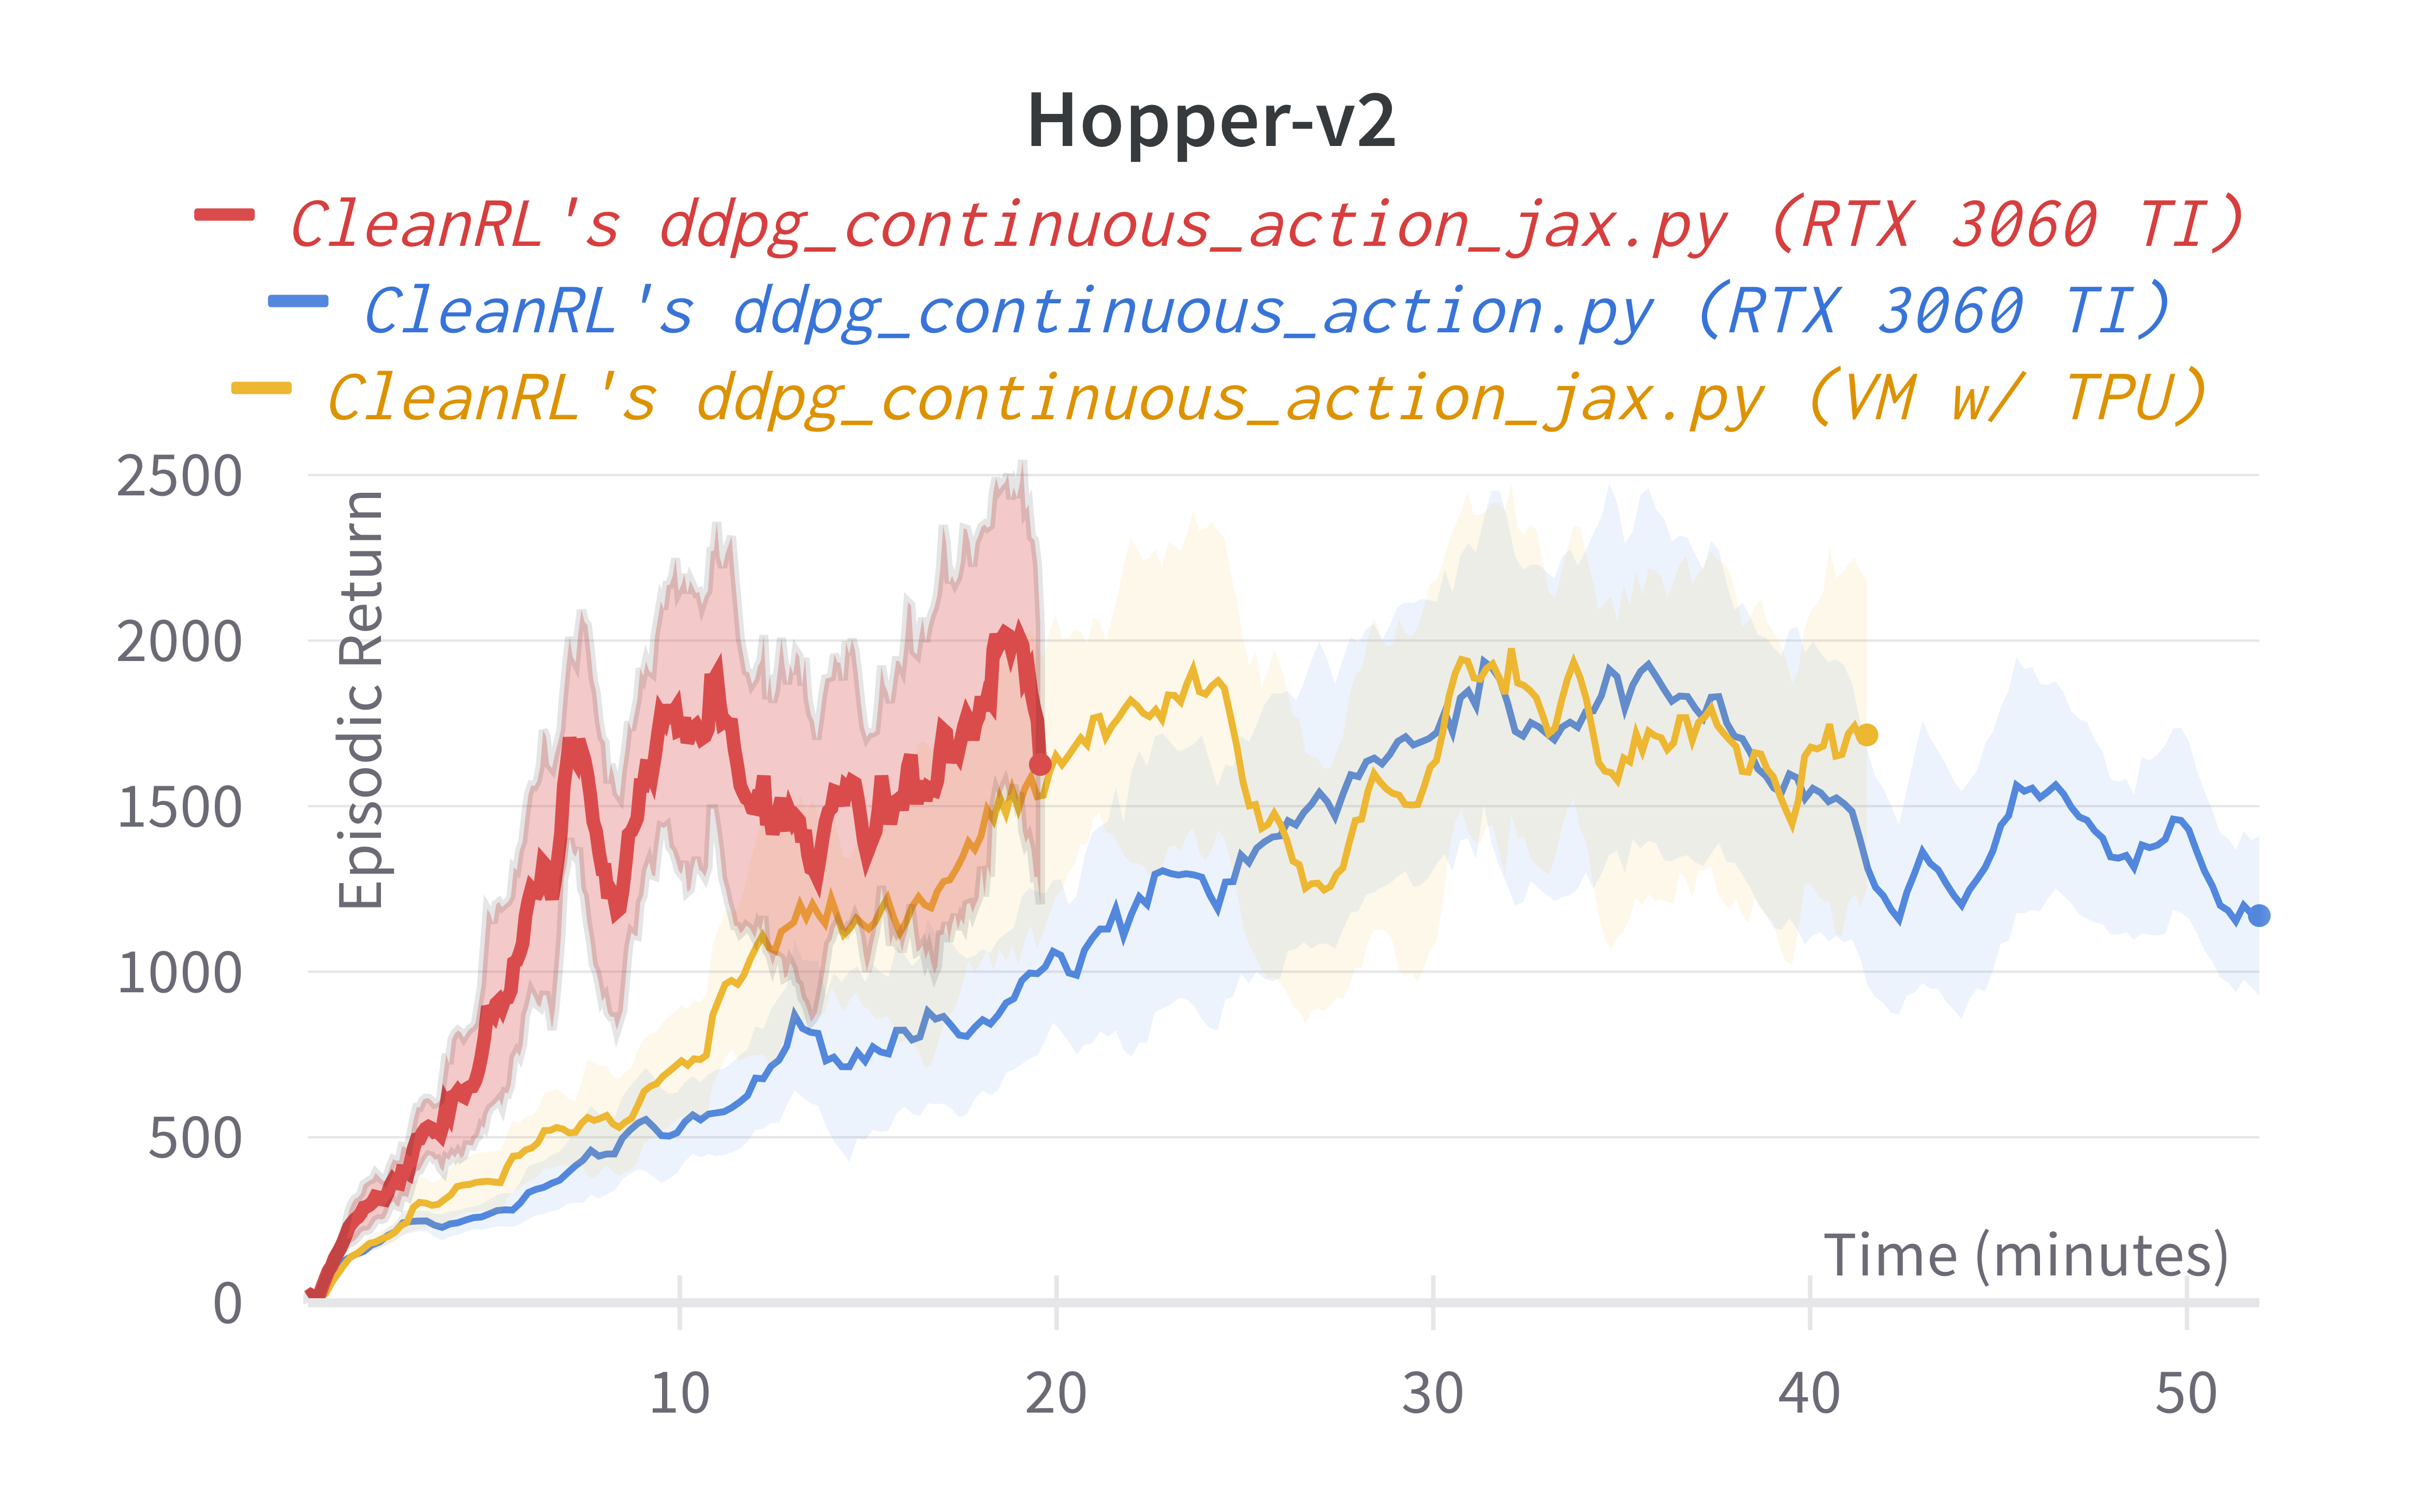 Hopper-v2
CleanRL's ddpg_continuous_action_jax.py (RTX 3060 TI)
CleanRL's ddpg_continuous_action.py (RTX 3060 TI)
CleanRL's ddpg_continuous_action_jax.py (VM w/ TPU)
2500
2000
1500
1000
500
0
Episodic Return
Time (minutes)
10 20 30 40 50